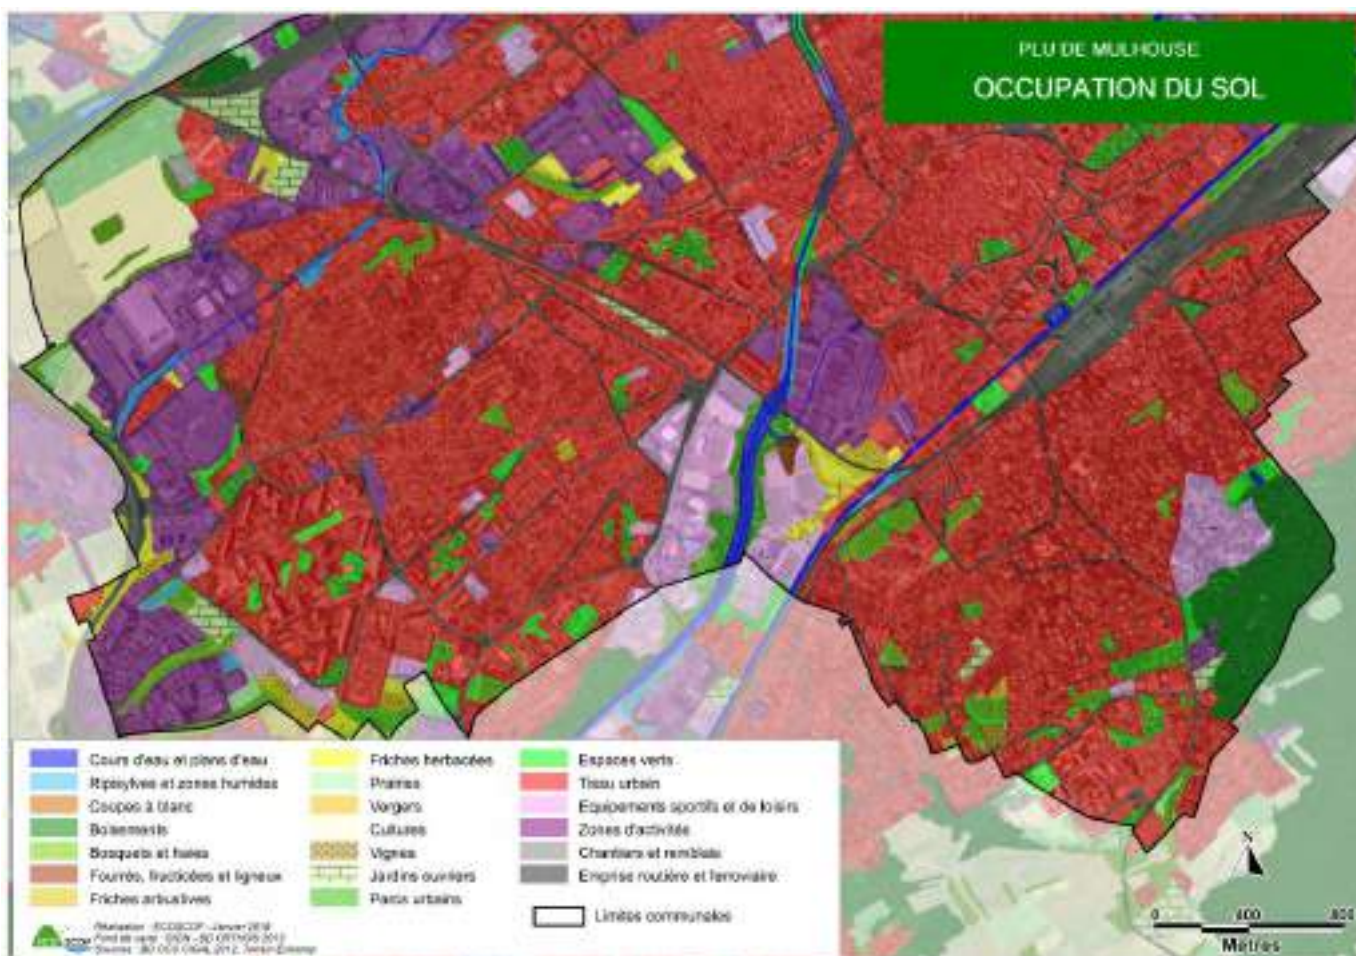 PLU DE MULHOUSE
OCCUPATION DU SOL
Cours d'eau et plans d'eau
Ripisylves et zones humides
Coupes à blanc
Boisements
Bosquets et haies
Fourrés, fruticées et ligneux
Friches arbustives
Friches herbacées
Prairies
Vergers
Cultures
Vignes
Jardins ouvriers
Parcs urbains
Espaces verts
Tissu urbain
Equipements sportifs et de loisirs
Zones d'activités
Chantiers et remblais
Emprise routière et ferroviaire
Limites communales
Réalisation : ECOSCOP - Janvier
N
0 400 800
Mètres